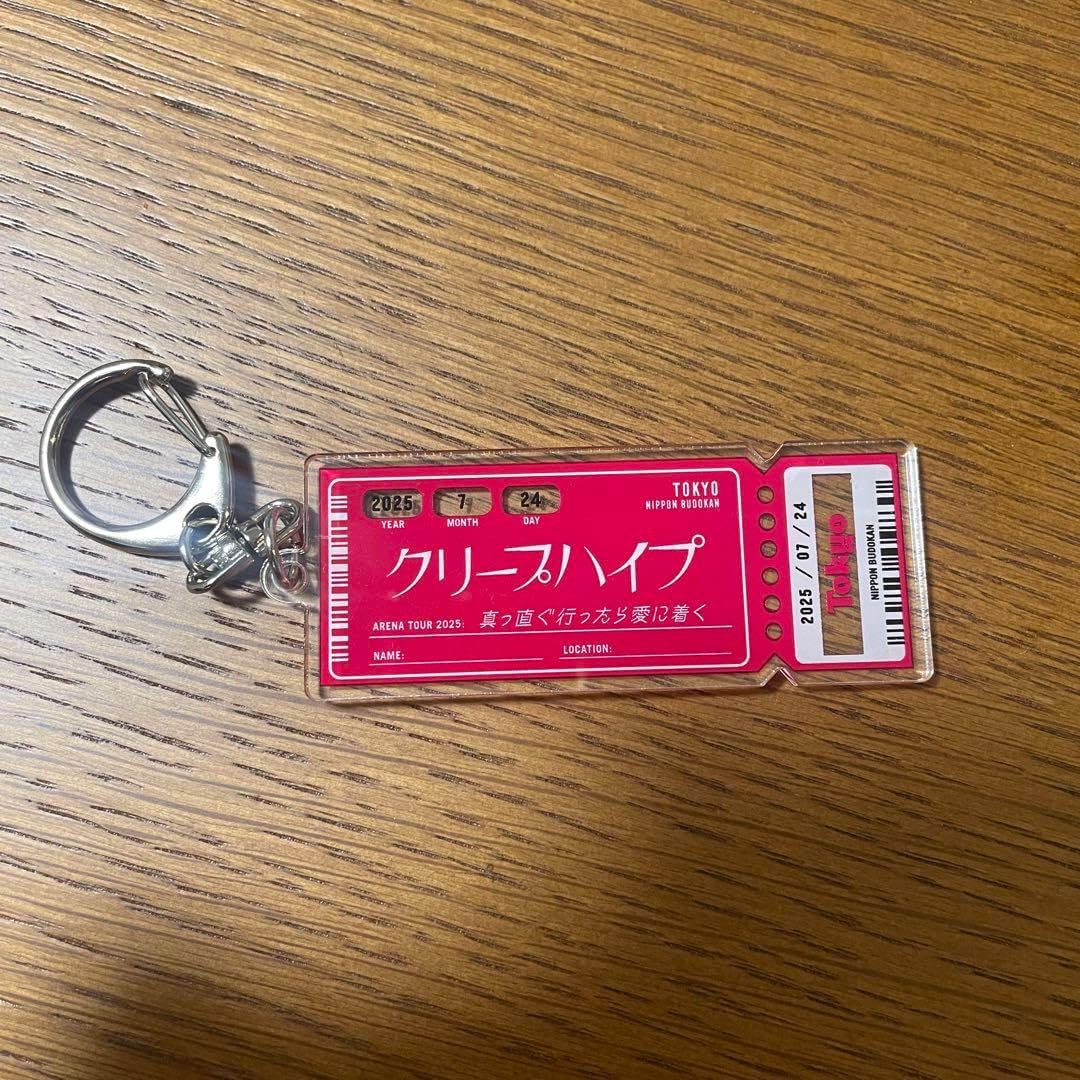 2025 7 24
YEAR MONTH DAY
TOKYO
NIPPON BUDOKAN
クリープハイプ
ARENA TOUR 2025: 真っ直ぐ行ったら愛に着く
NAME: LOCATION:
2025 / 07 / 24
Tokyo
NIPPON BUDOKAN